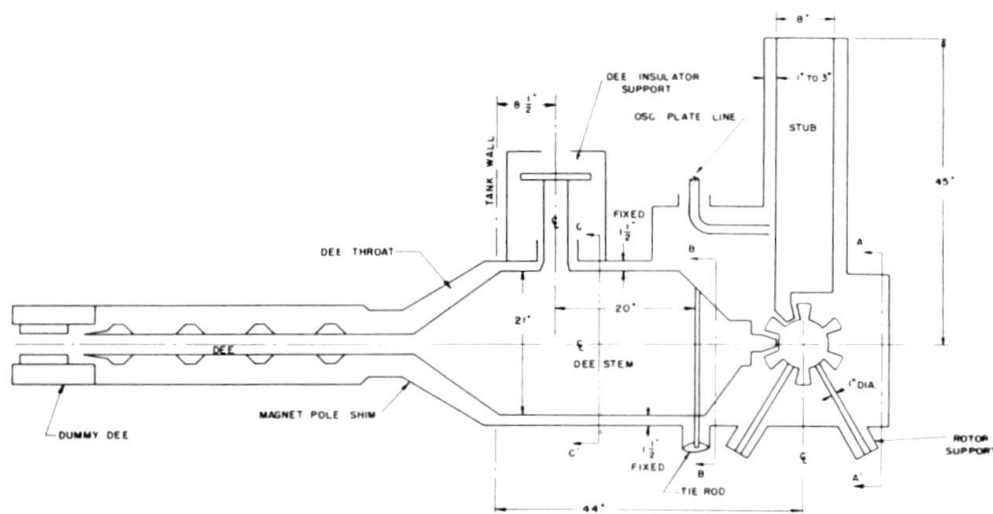 8"
DEE INSULATOR
SUPPORT
1" TO 3"
8 1/2"
OSC PLATE LINE
STUB
TANK WALL
45"
FIXED
1 1/2"
℄
C
A
DEE THROAT
B
20"
21"
DEE
℄
DEE STEM
1" DIA.
MAGNET POLE SHIM
DUMMY DEE
C'
1 1/2"
FIXED
B
℄
ROTOR
SUPPORT
A'
TIE ROD
44"